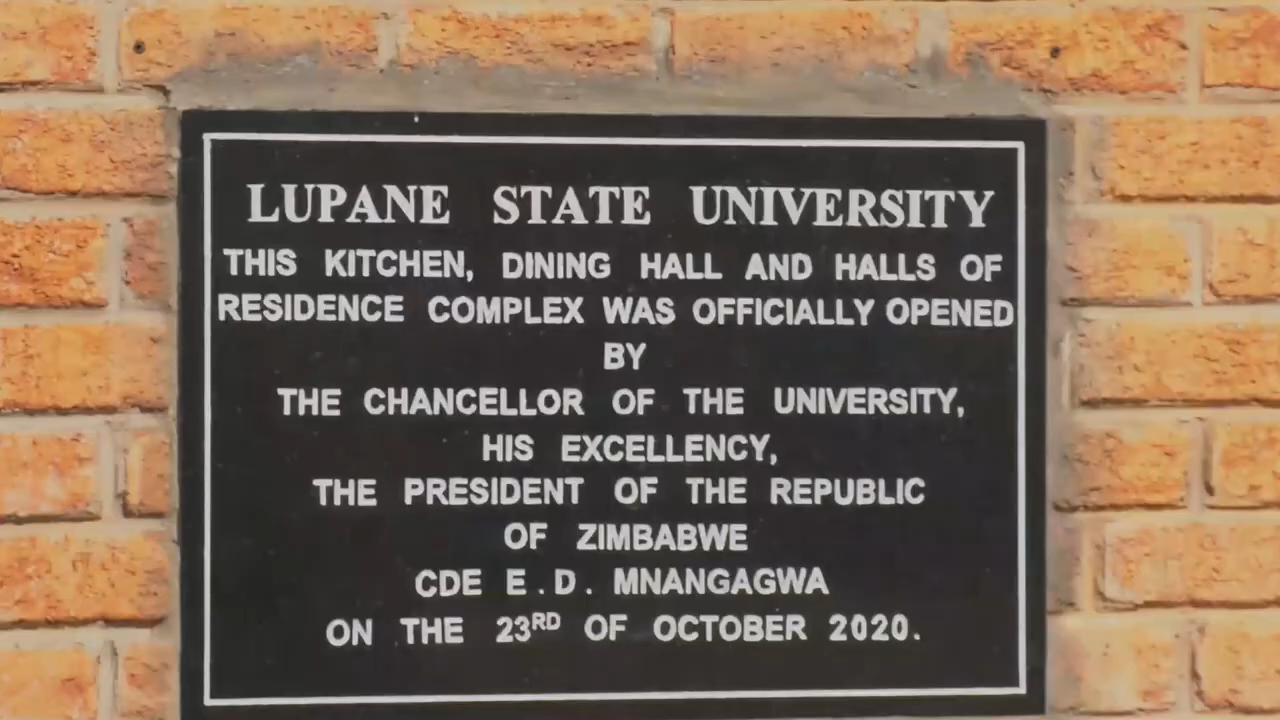 LUPANE STATE UNIVERSITY
THIS KITCHEN, DINING HALL AND HALLS OF
RESIDENCE COMPLEX WAS OFFICIALLY OPENED
BY
THE CHANCELLOR OF THE UNIVERSITY,
HIS EXCELLENCY,
THE PRESIDENT OF THE REPUBLIC
OF ZIMBABWE
CDE E.D. MNANGAGWA
ON THE 23RD OF OCTOBER 2020.